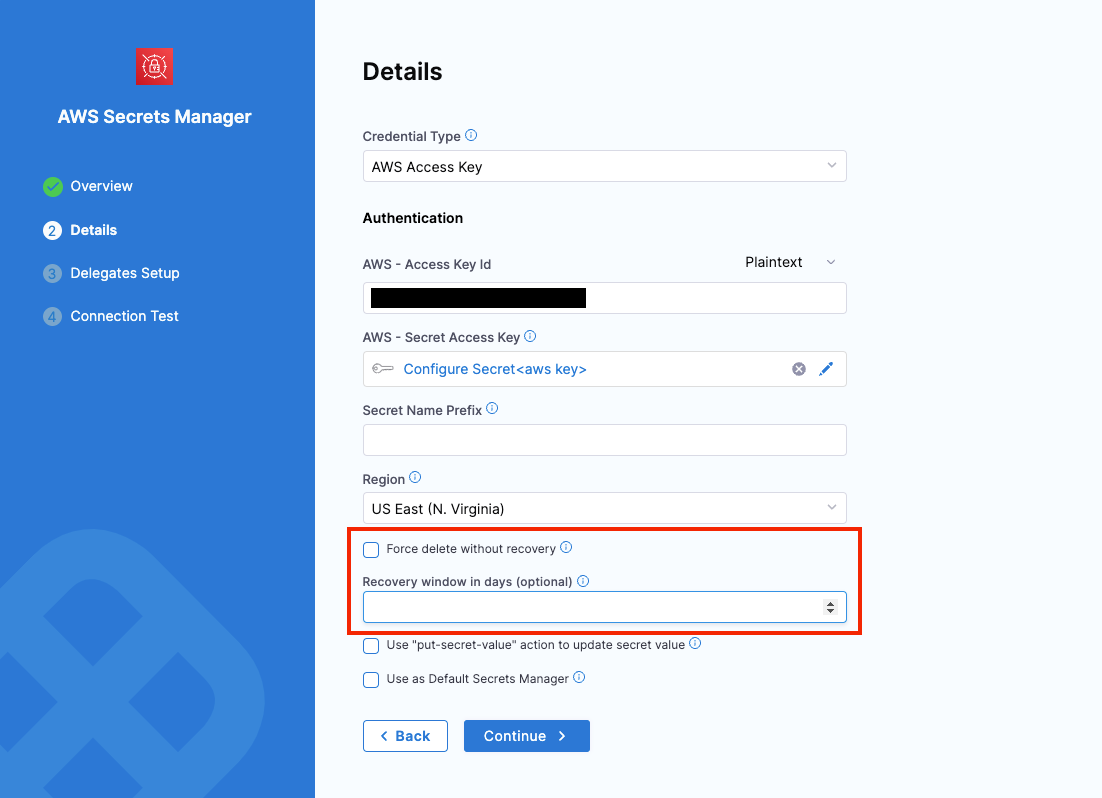 AWS Secrets Manager
Overview
2 Details
3 Delegates Setup
4 Connection Test
Details
Credential Type
AWS Access Key
Authentication
AWS - Access Key Id
Plaintext
AWS - Secret Access Key
Configure Secret<aws key>
Secret Name Prefix
Region
US East (N. Virginia)
Force delete without recovery
Recovery window in days (optional)
Use "put-secret-value" action to update secret value
Use as Default Secrets Manager
Back
Continue